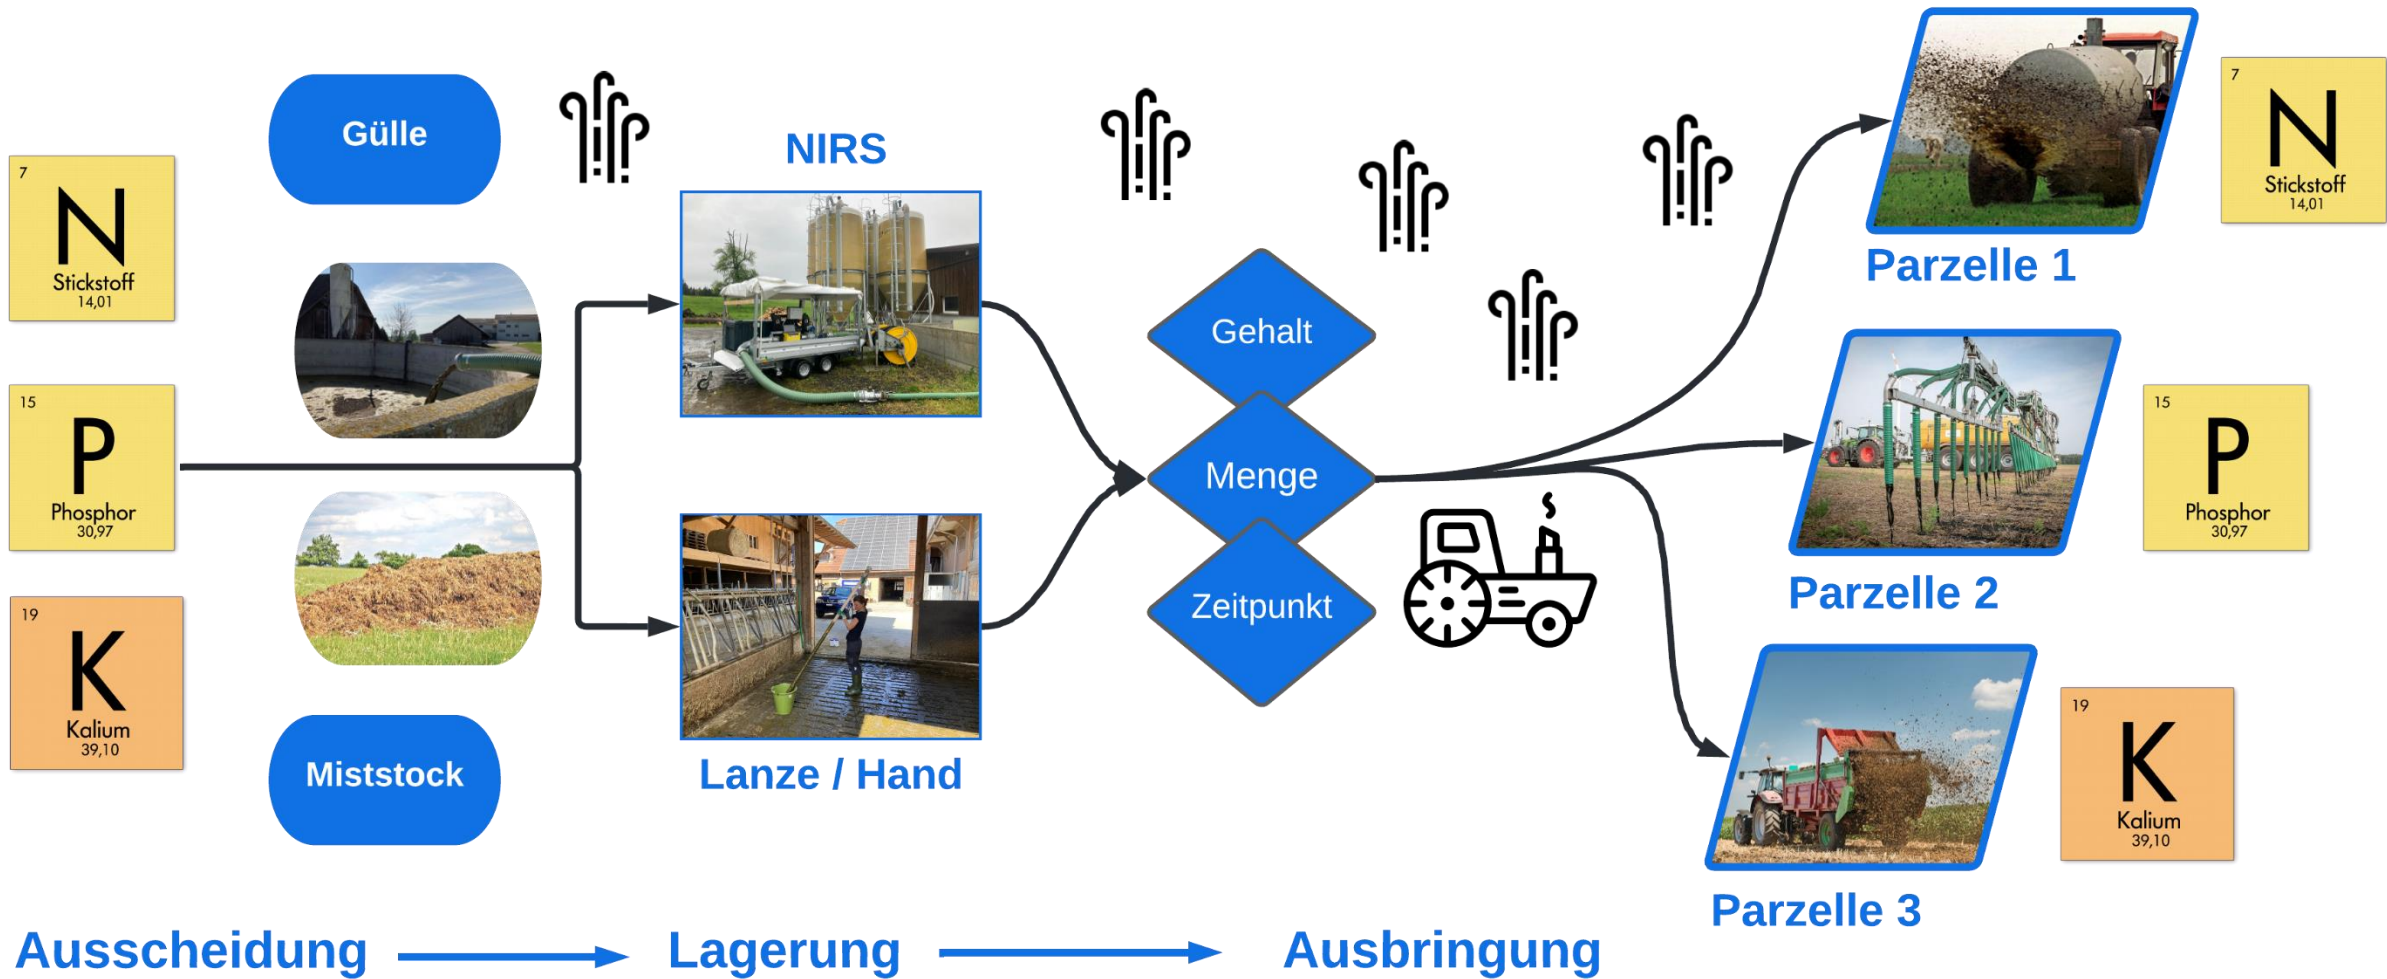 7
N
Stickstoff
14,01
15
P
Phosphor
30,97
19
K
Kalium
39,10
Gülle
Miststock
NIRS
Lanze / Hand
Gehalt
Menge
Zeitpunkt
Parzelle 1
7
N
Stickstoff
14,01
Parzelle 2
15
P
Phosphor
30,97
Parzelle 3
19
K
Kalium
39,10
Ausscheidung
Lagerung
Ausbringung